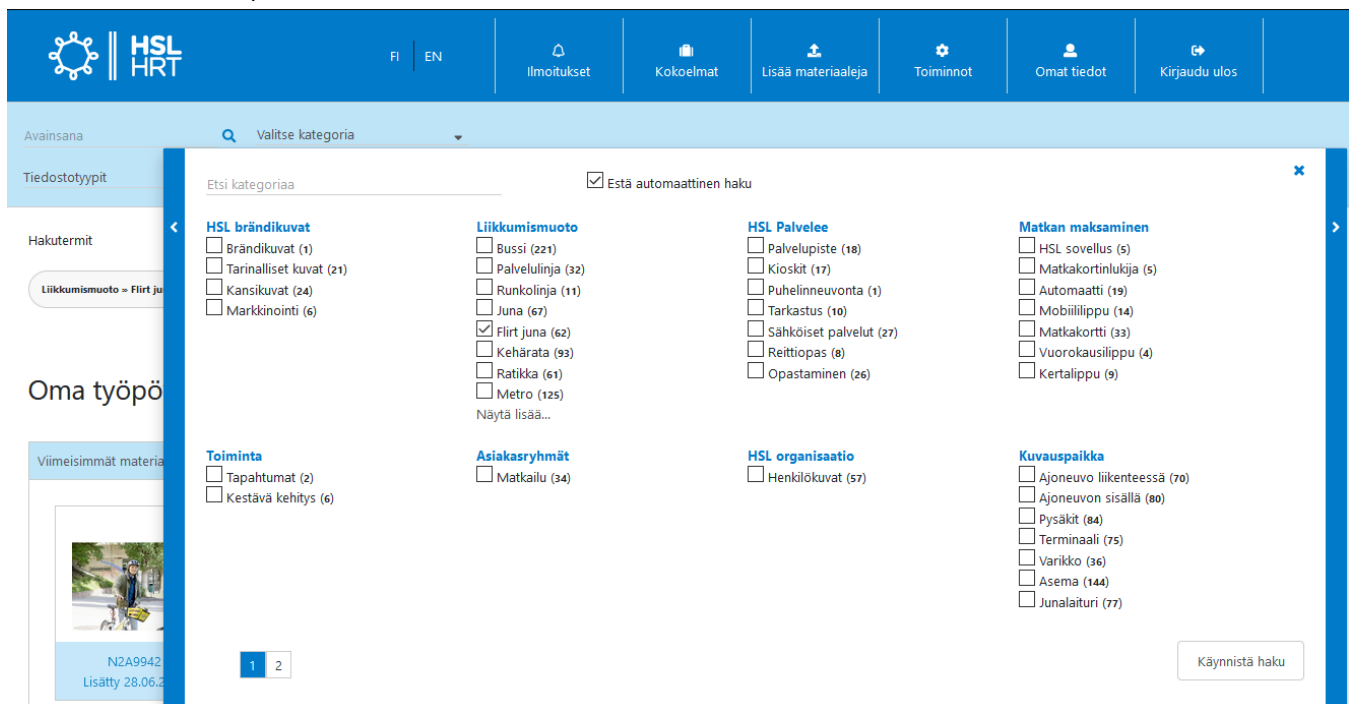 HSL
HRT
FI EN
Ilmoitukset
Kokoelmat
Lisää materiaaleja
Toiminnot
Omat tiedot
Kirjaudu ulos
Avainsana
Valitse kategoria
Tiedostotyypit
Etsi kategoriaa
Estä automaattinen haku
Hakutermit
Liikkumismuoto » Flirt ju
Oma työpö
Viimeisimmät materia
N2A9942
Lisätty 28.06.2
HSL brändikuvat
Brändikuvat (1)
Tarinalliset kuvat (21)
Kansikuvat (24)
Markkinointi (6)
Liikkumismuoto
Bussi (221)
Palvelulinja (32)
Runkolinja (11)
Juna (67)
Flirt juna (62)
Kehärata (93)
Ratikka (61)
Metro (125)
Näytä lisää...
HSL Palvelee
Palvelupiste (18)
Kioskit (17)
Puhelinneuvonta (1)
Tarkastus (10)
Sähköiset palvelut (27)
Reittiopas (8)
Opastaminen (26)
Matkan maksaminen
HSL sovellus (5)
Matkakortinlukija (5)
Automaatti (19)
Mobiililippu (14)
Matkakortti (33)
Vuorokausilippu (4)
Kertalippu (9)
Toiminta
Tapahtumat (2)
Kestävä kehitys (6)
Asiakasryhmät
Matkailu (34)
HSL organisaatio
Henkilökuvat (57)
Kuvauspaikka
Ajoneuvo liikenteessä (70)
Ajoneuvon sisällä (80)
Pysäkit (84)
Terminaali (75)
Varikko (36)
Asema (144)
Junalaituri (77)
1 2
Käynnistä haku